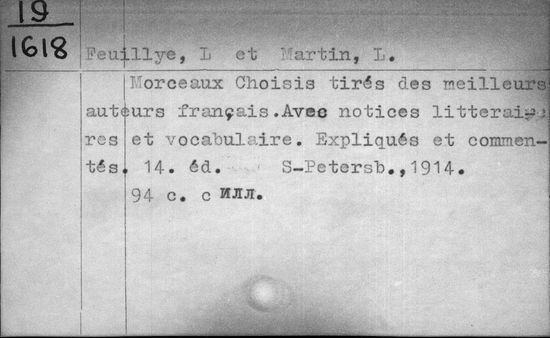 19
1618
Feuillye, L et Martin, L.
Morceaux Choisis tirés des meilleurs
auteurs français.Avec notices litterai-
res et vocabulaire. Expliqués et commen-
tés. 14. éd. S-Petersb.,1914.
94 с. с илл.